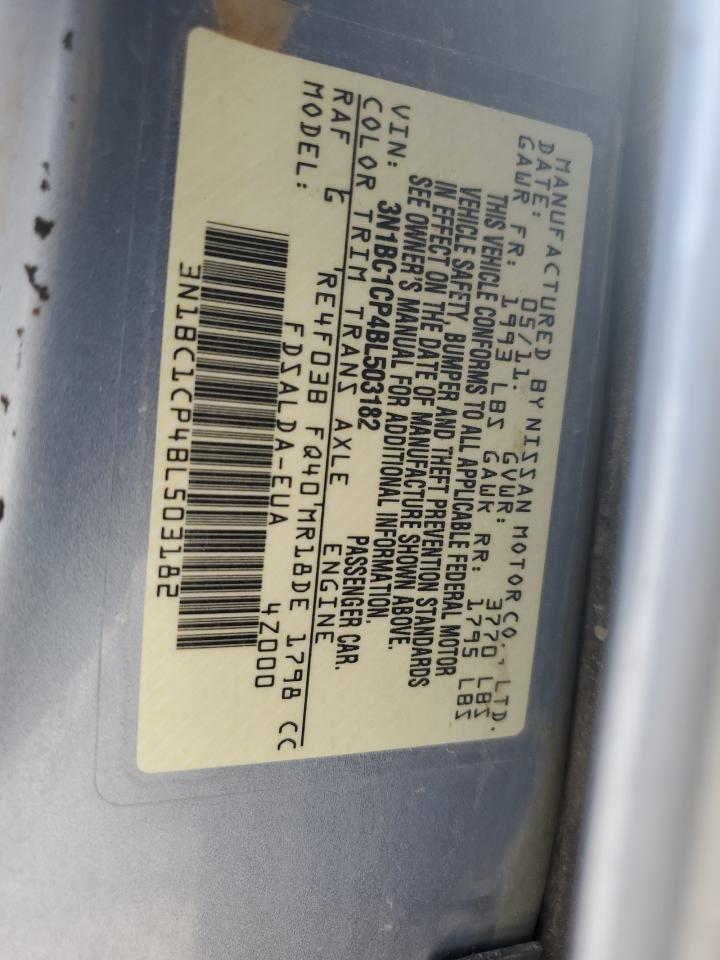 MANUFACTURED BY NISSAN MOTOR CO., LTD.
DATE: 05/11. GVWR: 3770 LBS
GAWR FR: 1993 LBS GAWR RR: 1795 LBS
THIS VEHICLE CONFORMS TO ALL APPLICABLE FEDERAL MOTOR
VEHICLE SAFETY, BUMPER AND THEFT PREVENTION STANDARDS
IN EFFECT ON THE DATE OF MANUFACTURE SHOWN ABOVE.
SEE OWNER'S MANUAL FOR ADDITIONAL INFORMATION.
VIN: 3N1BC1CP4BL503182 PASSENGER CAR.
COLOR TRIM TRANS AXLE ENGINE
RAF G RE4F03B FQ40 MR18DE 1798 CC
MODEL: FDSALDA-EUA 4Z000
3N1BC1CP4BL503182